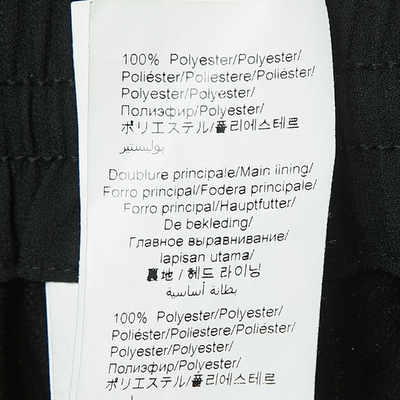 100% Polyester/Polyester/
Poliéster/Poliestere/Poliéster/
Polyester/Polyester/
Полиэфир/Polyester/
ポリエステル/폴리에스테르
بوليستير
Doublure principale/Main lining/
Forro principal/Fodera principale/
Forro principal/Hauptfutter/
De bekleding/
Главное выравнивание/
lapisan utama/
裏地 / 헤드 라이닝
بطانة أساسية
100% Polyester/Polyester/
Poliéster/Poliestere/Poliéster/
Polyester/Polyester/
Полиэфир/Polyester/
ポリエステル/폴리에스테르